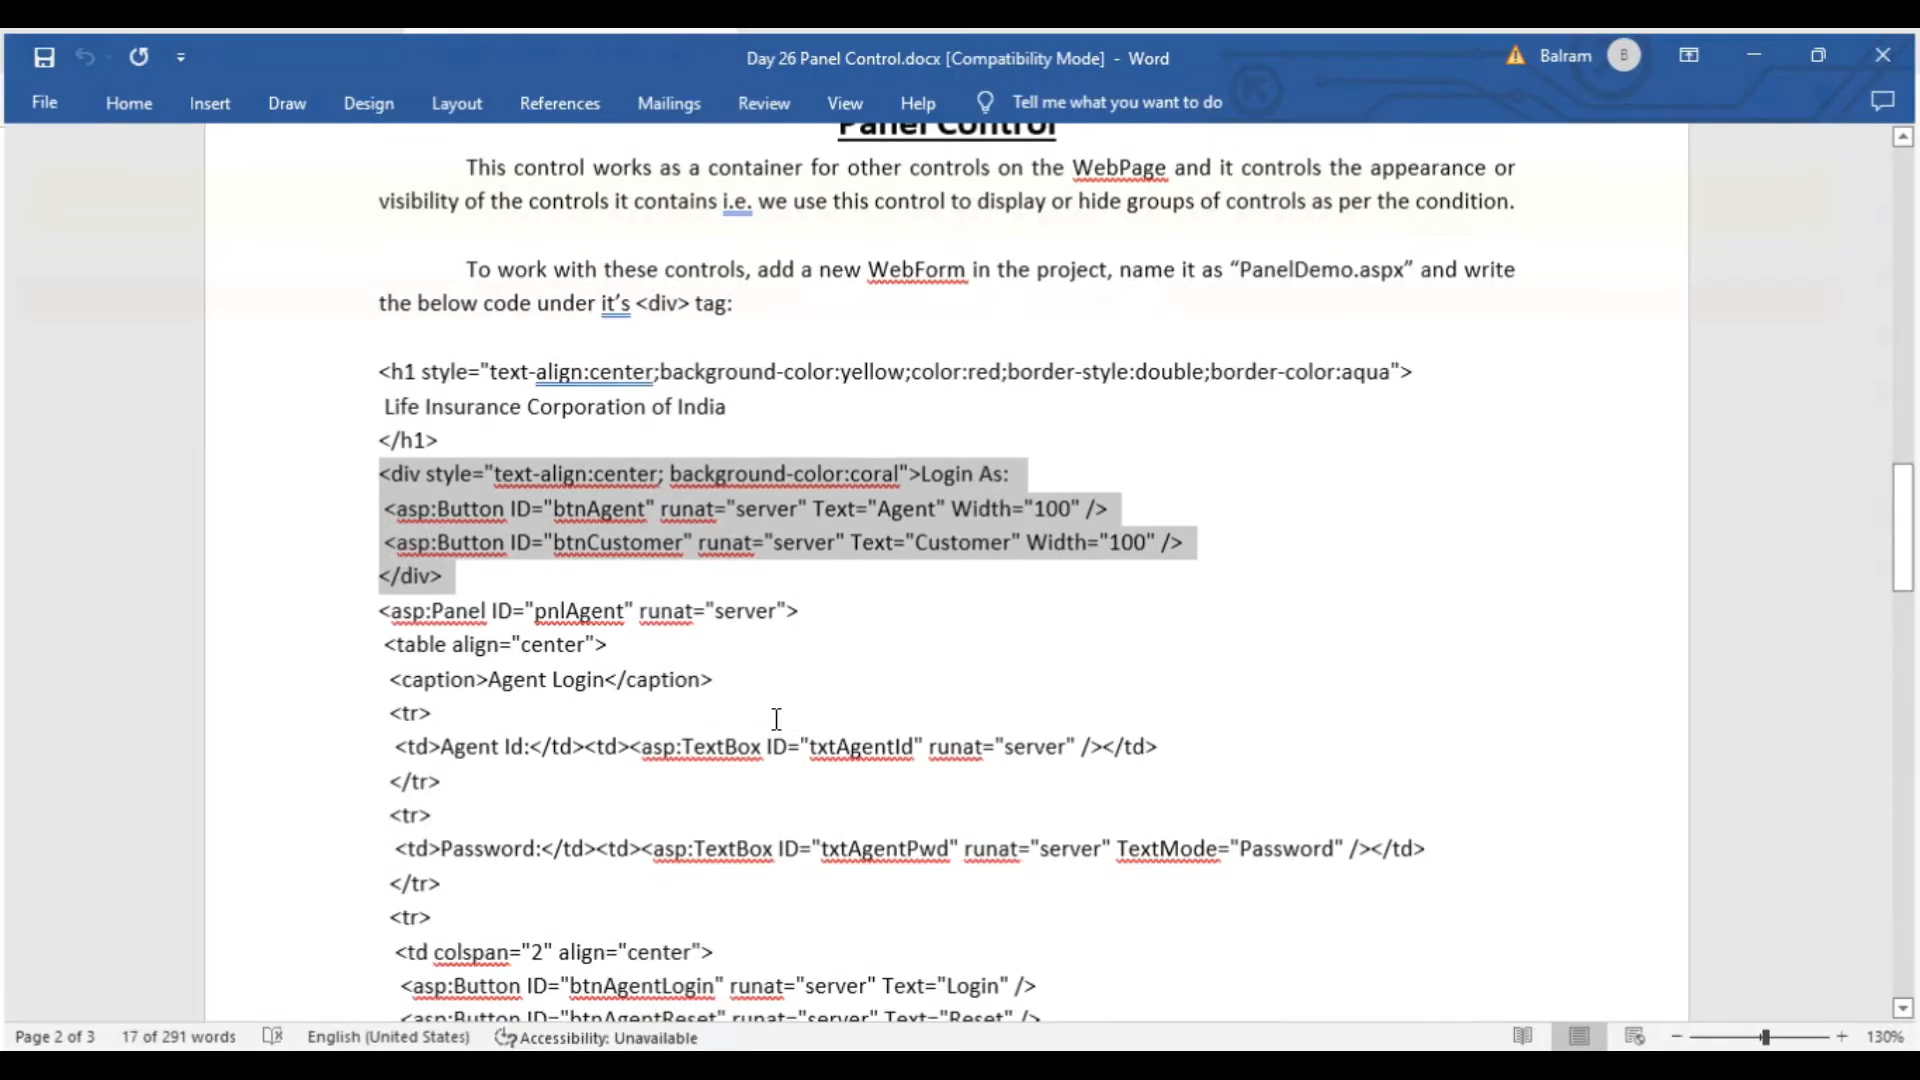 Day 26 Panel Control.docx [Compatibility Mode] - Word
Balram
B
File Home Insert Draw Design Layout References Mailings Review View Help Tell me what you want to do
Panel Control
This control works as a container for other controls on the WebPage and it controls the appearance or
visibility of the controls it contains i.e. we use this control to display or hide groups of controls as per the condition.
To work with these controls, add a new WebForm in the project, name it as “PanelDemo.aspx” and write
the below code under it’s <div> tag:
<h1 style="text-align:center;background-color:yellow;color:red;border-style:double;border-color:aqua">
Life Insurance Corporation of India
</h1>
<div style="text-align:center; background-color:coral">Login As:
<asp:Button ID="btnAgent" runat="server" Text="Agent" Width="100" />
<asp:Button ID="btnCustomer" runat="server" Text="Customer" Width="100" />
</div>
<asp:Panel ID="pnlAgent" runat="server">
<table align="center">
<caption>Agent Login</caption>
<tr>
<td>Agent Id:</td><td><asp:TextBox ID="txtAgentId" runat="server" /></td>
</tr>
<tr>
<td>Password:</td><td><asp:TextBox ID="txtAgentPwd" runat="server" TextMode="Password" /></td>
</tr>
<tr>
<td colspan="2" align="center">
<asp:Button ID="btnAgentLogin" runat="server" Text="Login" />
<asp:Button ID="btnAgentReset" runat="server" Text="Reset" />
Page 2 of 3 17 of 291 words English (United States) Accessibility: Unavailable 130%